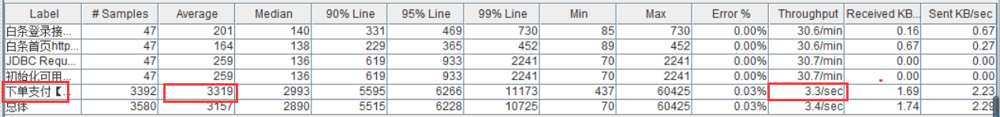 Label # Samples Average Median 90% Line 95% Line 99% Line Min Max Error % Throughput Received KB... Sent KB/sec
白条登录接... 47 201 140 331 469 730 85 730 0.00% 30.6/min 0.16 0.67
白条首页http... 47 164 138 229 365 452 89 452 0.00% 30.6/min 0.67 0.27
JDBC Requ... 47 259 136 619 933 2241 70 2241 0.00% 30.7/min 0.00 0.00
初始化可用... 47 259 136 619 933 2241 70 2241 0.00% 30.7/min 0.00 0.00
下单支付【... 3392 3319 2993 5595 6266 11173 437 60425 0.03% 3.3/sec 1.69 2.23
总体 3580 3157 2890 5515 6228 10725 70 60425 0.03% 3.4/sec 1.74 2.29